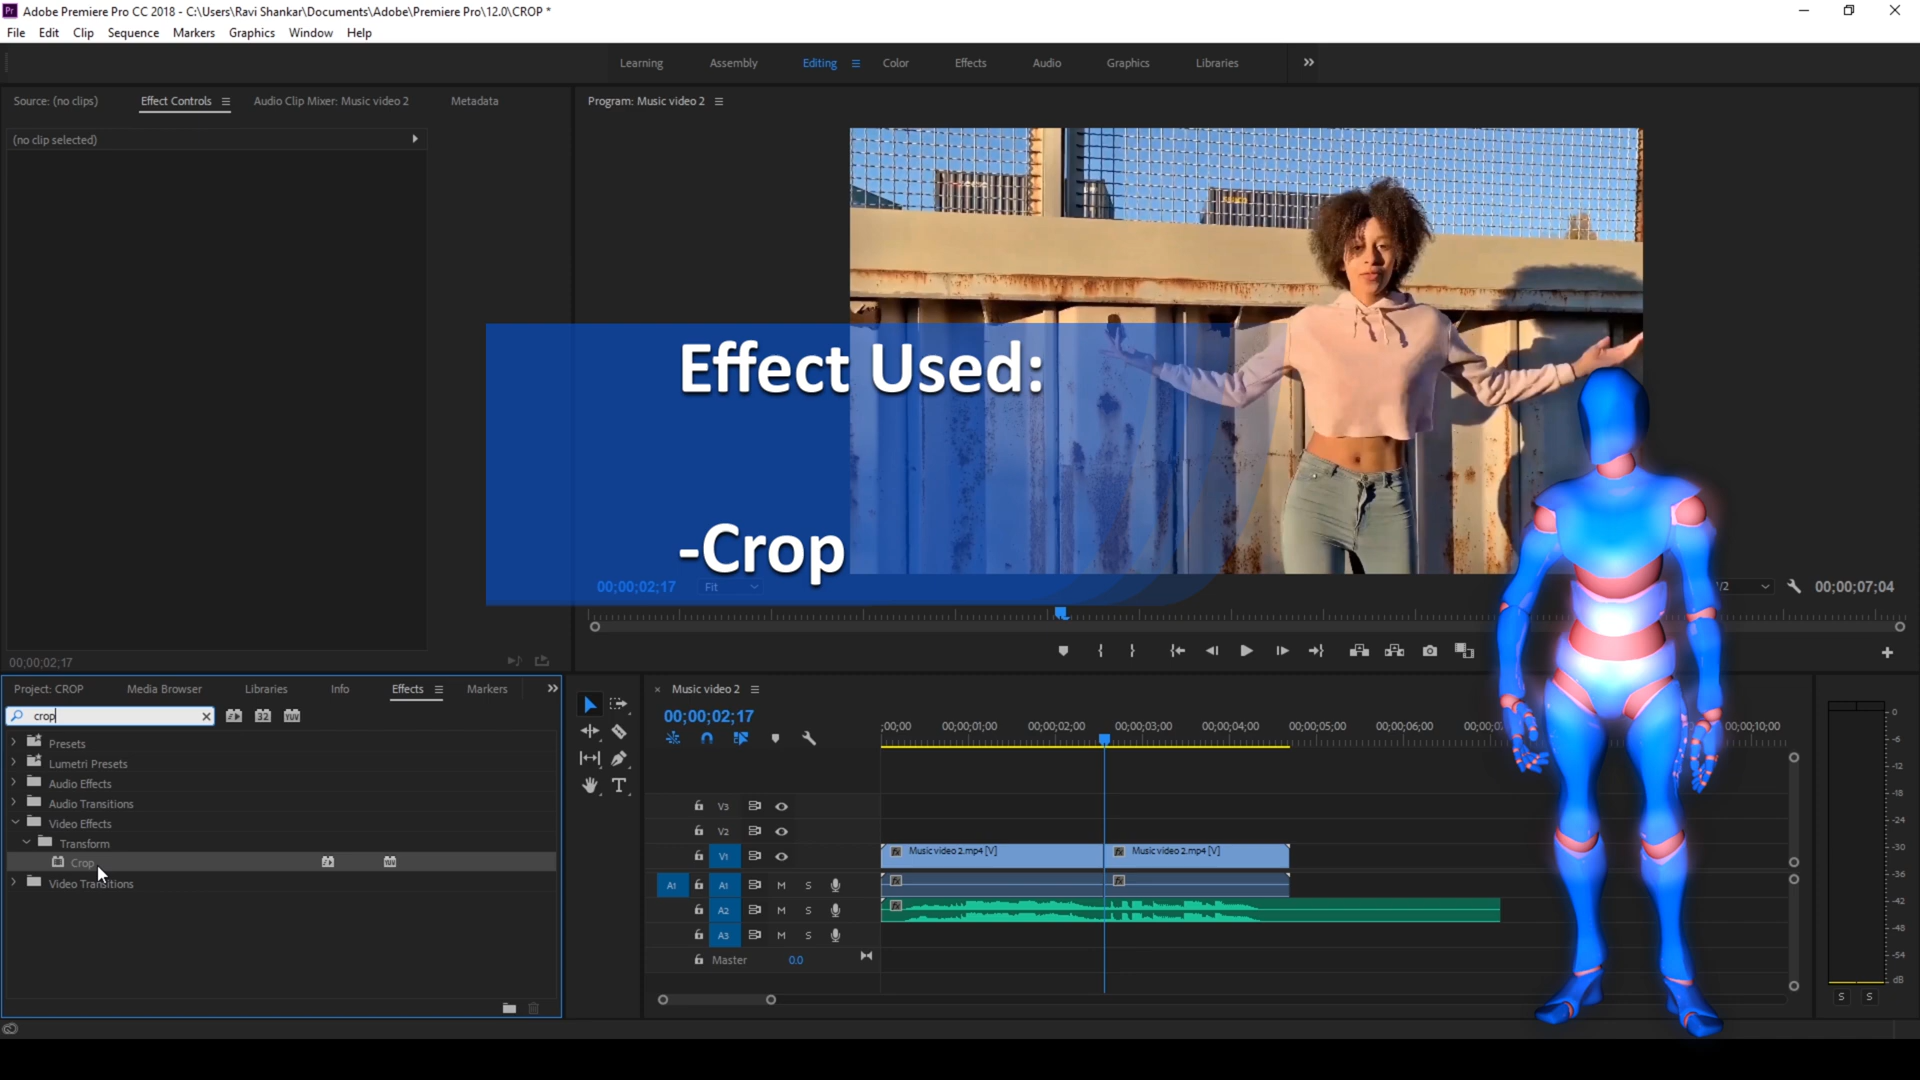 Adobe Premiere Pro CC 2018 - C:\Users\Ravi Shankar\Documents\Adobe\Premiere Pro\12.0\CROP *
File Edit Clip Sequence Markers Graphics Window Help
Learning Assembly Editing Color Effects Audio Graphics Libraries
Source: (no clips) Effect Controls Audio Clip Mixer: Music video 2 Metadata
Program: Music video 2
(no clip selected)
Effect Used:
-Crop
00;00;02;17 Fit /2 00;00;07;04
00;00;02;17
Project: CROP Media Browser Libraries Info Effects Markers
crop 32 YUV
Presets
Lumetri Presets
Audio Effects
Audio Transitions
Video Effects
Transform
Crop
Video Transitions
Music video 2
00;00;02;17
;00;00 00;00;01;00 00;00;02;00 00;00;03;00 00;00;04;00 00;00;05;00 00;00;06;00 00;00;10;00
V3
V2
V1 Music video 2.mp4 [V] Music video 2.mp4 [V]
A1 A1 M S
A2 M S
A3 M S
Master 0.0
0
-6
-12
-18
-24
-30
-36
-42
-48
-54
dB
S S